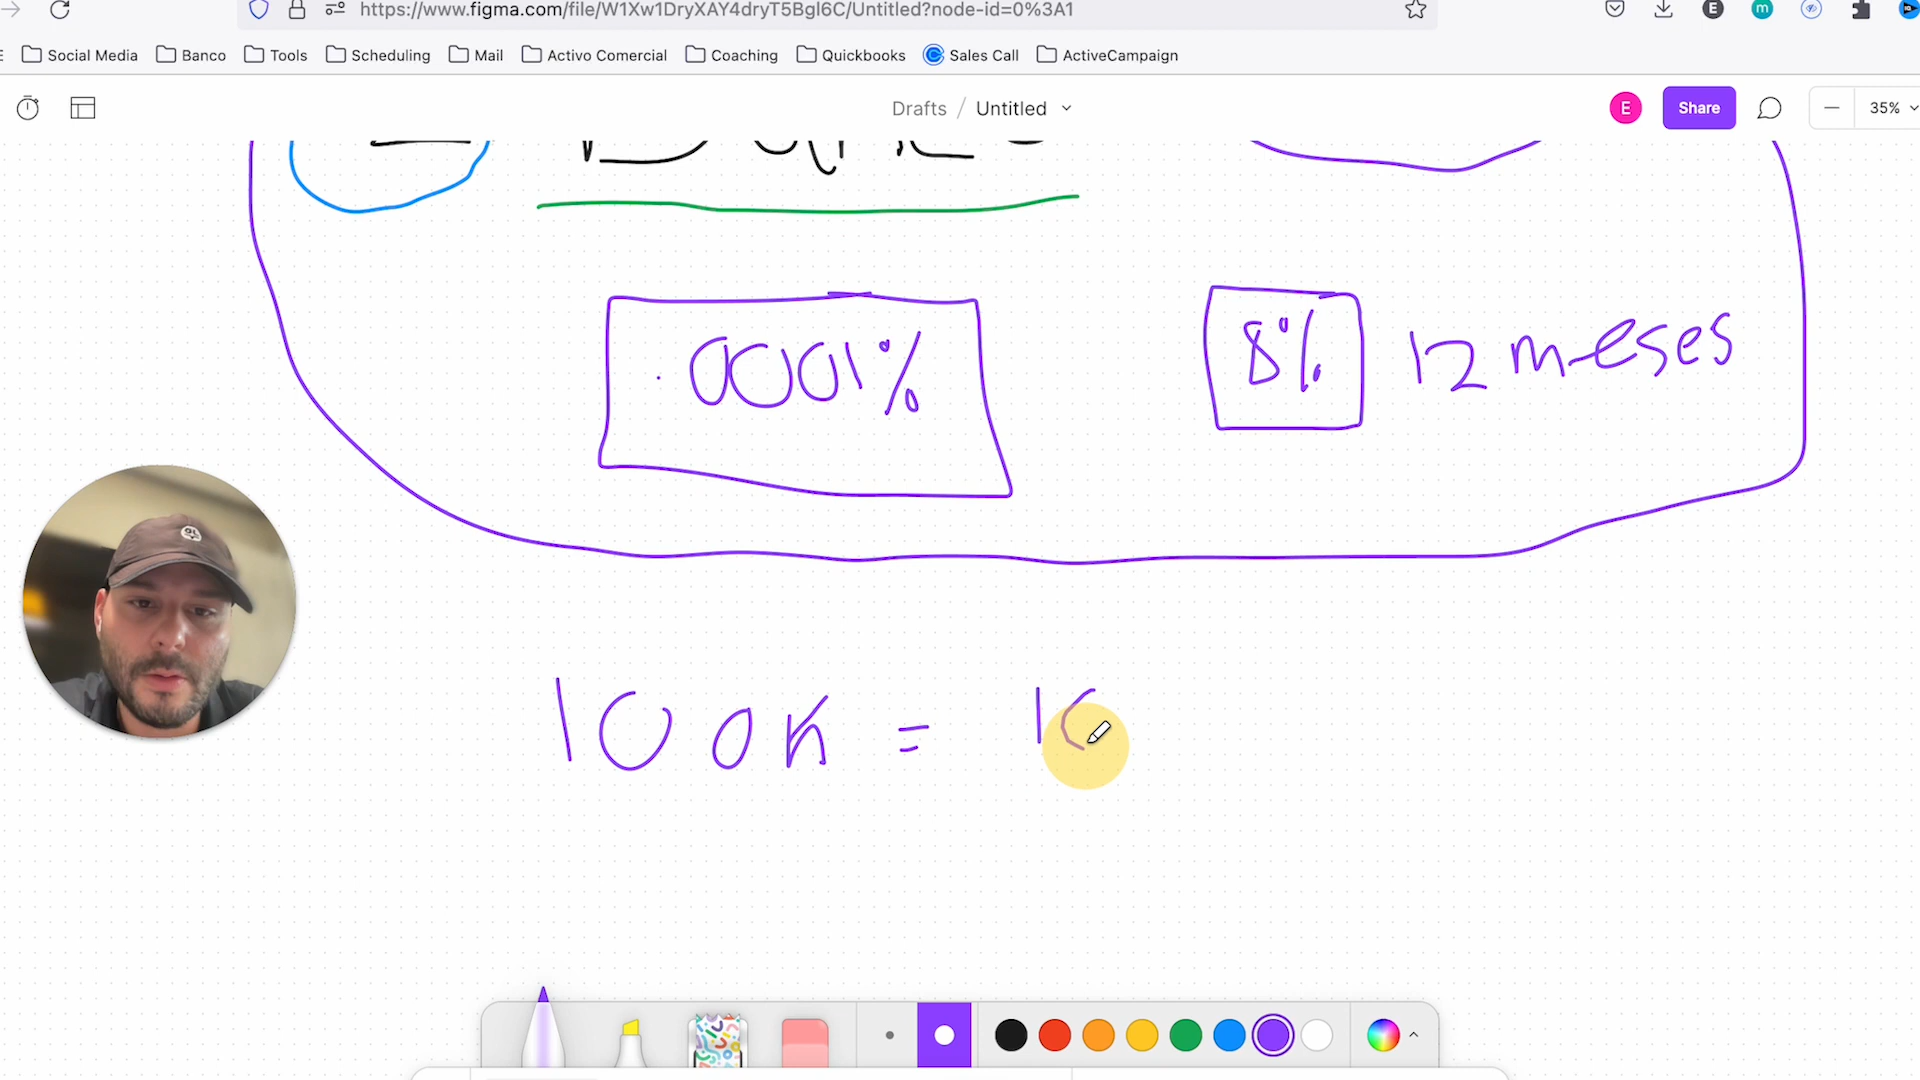 https://www.figma.com/file/W1Xw1DryXAY4dryT5Bgl6C/Untitled?node-id=0%3A1
E
m
Social Media
Banco
Tools
Scheduling
Mail
Activo Comercial
Coaching
Quickbooks
Sales Call
ActiveCampaign
Drafts / Untitled
E
Share
35%
.0001%
8%
12 meses
100K = 10